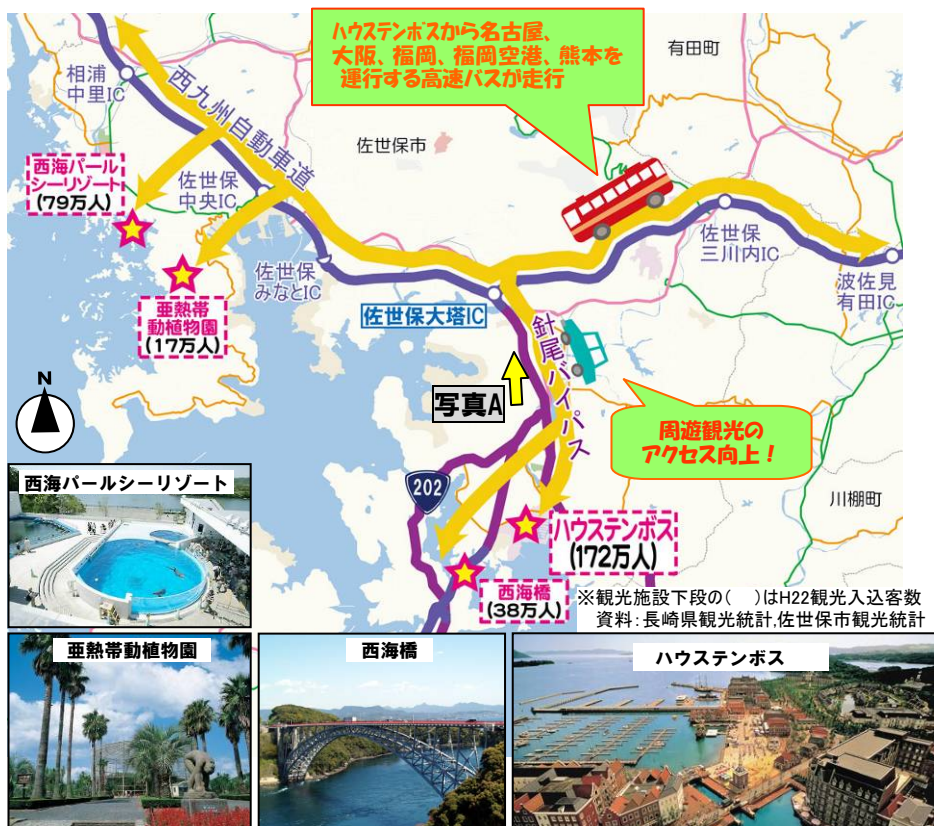 ハウステンボスから名古屋、
大阪、福岡、福岡空港、熊本を
運行する高速バスが走行
有田町
相浦
中里IC
西九州自動車道
佐世保市
西海パール
シーリゾート
(79万人)
佐世保
中央IC
佐世保
三川内IC
佐世保
みなとIC
波佐見
有田IC
亜熱帯
動植物園
(17万人)
佐世保大塔IC
針尾バイパス
N
写真A
周遊観光の
アクセス向上！
202
川棚町
ハウステンボス
(172万人)
西海橋
(38万人)
※観光施設下段の(　)はH22観光入込客数
資料：長崎県観光統計,佐世保市観光統計
西海パールシーリゾート
亜熱帯動植物園
西海橋
ハウステンボス